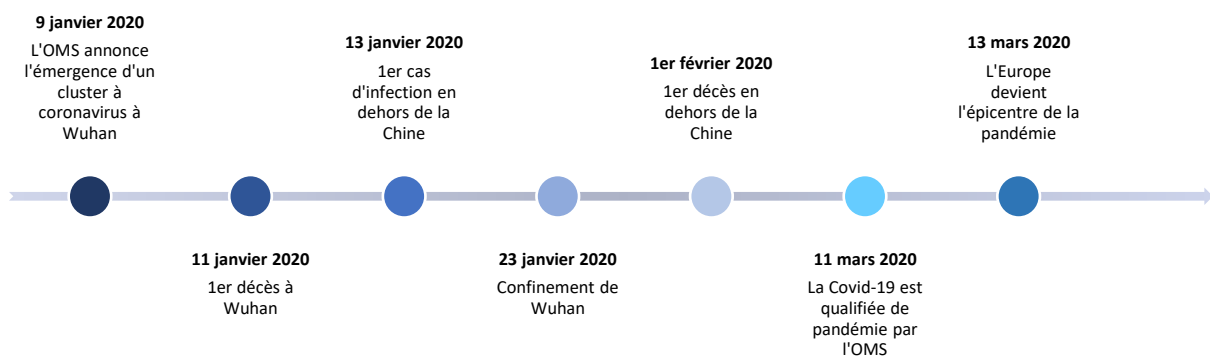 9 janvier 2020
L'OMS annonce
l'émergence d'un
cluster à
coronavirus à
Wuhan
11 janvier 2020
1er décès à
Wuhan
13 janvier 2020
1er cas
d'infection en
dehors de la
Chine
23 janvier 2020
Confinement de
Wuhan
1er février 2020
1er décès en
dehors de la
Chine
11 mars 2020
La Covid-19 est
qualifiée de
pandémie par
l'OMS
13 mars 2020
L'Europe
devient
l'épicentre de la
pandémie